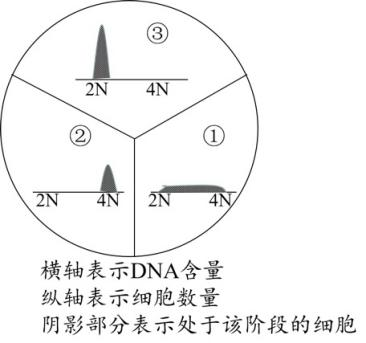 ③
2N 4N
② ①
2N 4N 2N 4N
横轴表示DNA含量
纵轴表示细胞数量
阴影部分表示处于该阶段的细胞